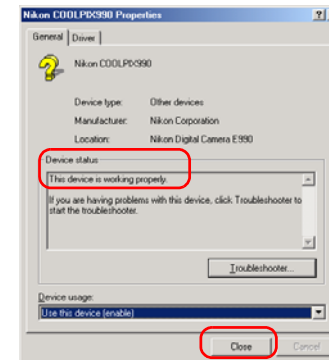 Nikon COOLPIX990 Properties
General
Driver
Nikon COOLPIX990
Device type: Other devices
Manufacturer: Nikon Corporation
Location: Nikon Digital Camera E990
Device status
This device is working properly.
If you are having problems with this device, click Troubleshooter to
start the troubleshooter.
Troubleshooter...
Device usage:
Use this device (enable)
Close
Cancel